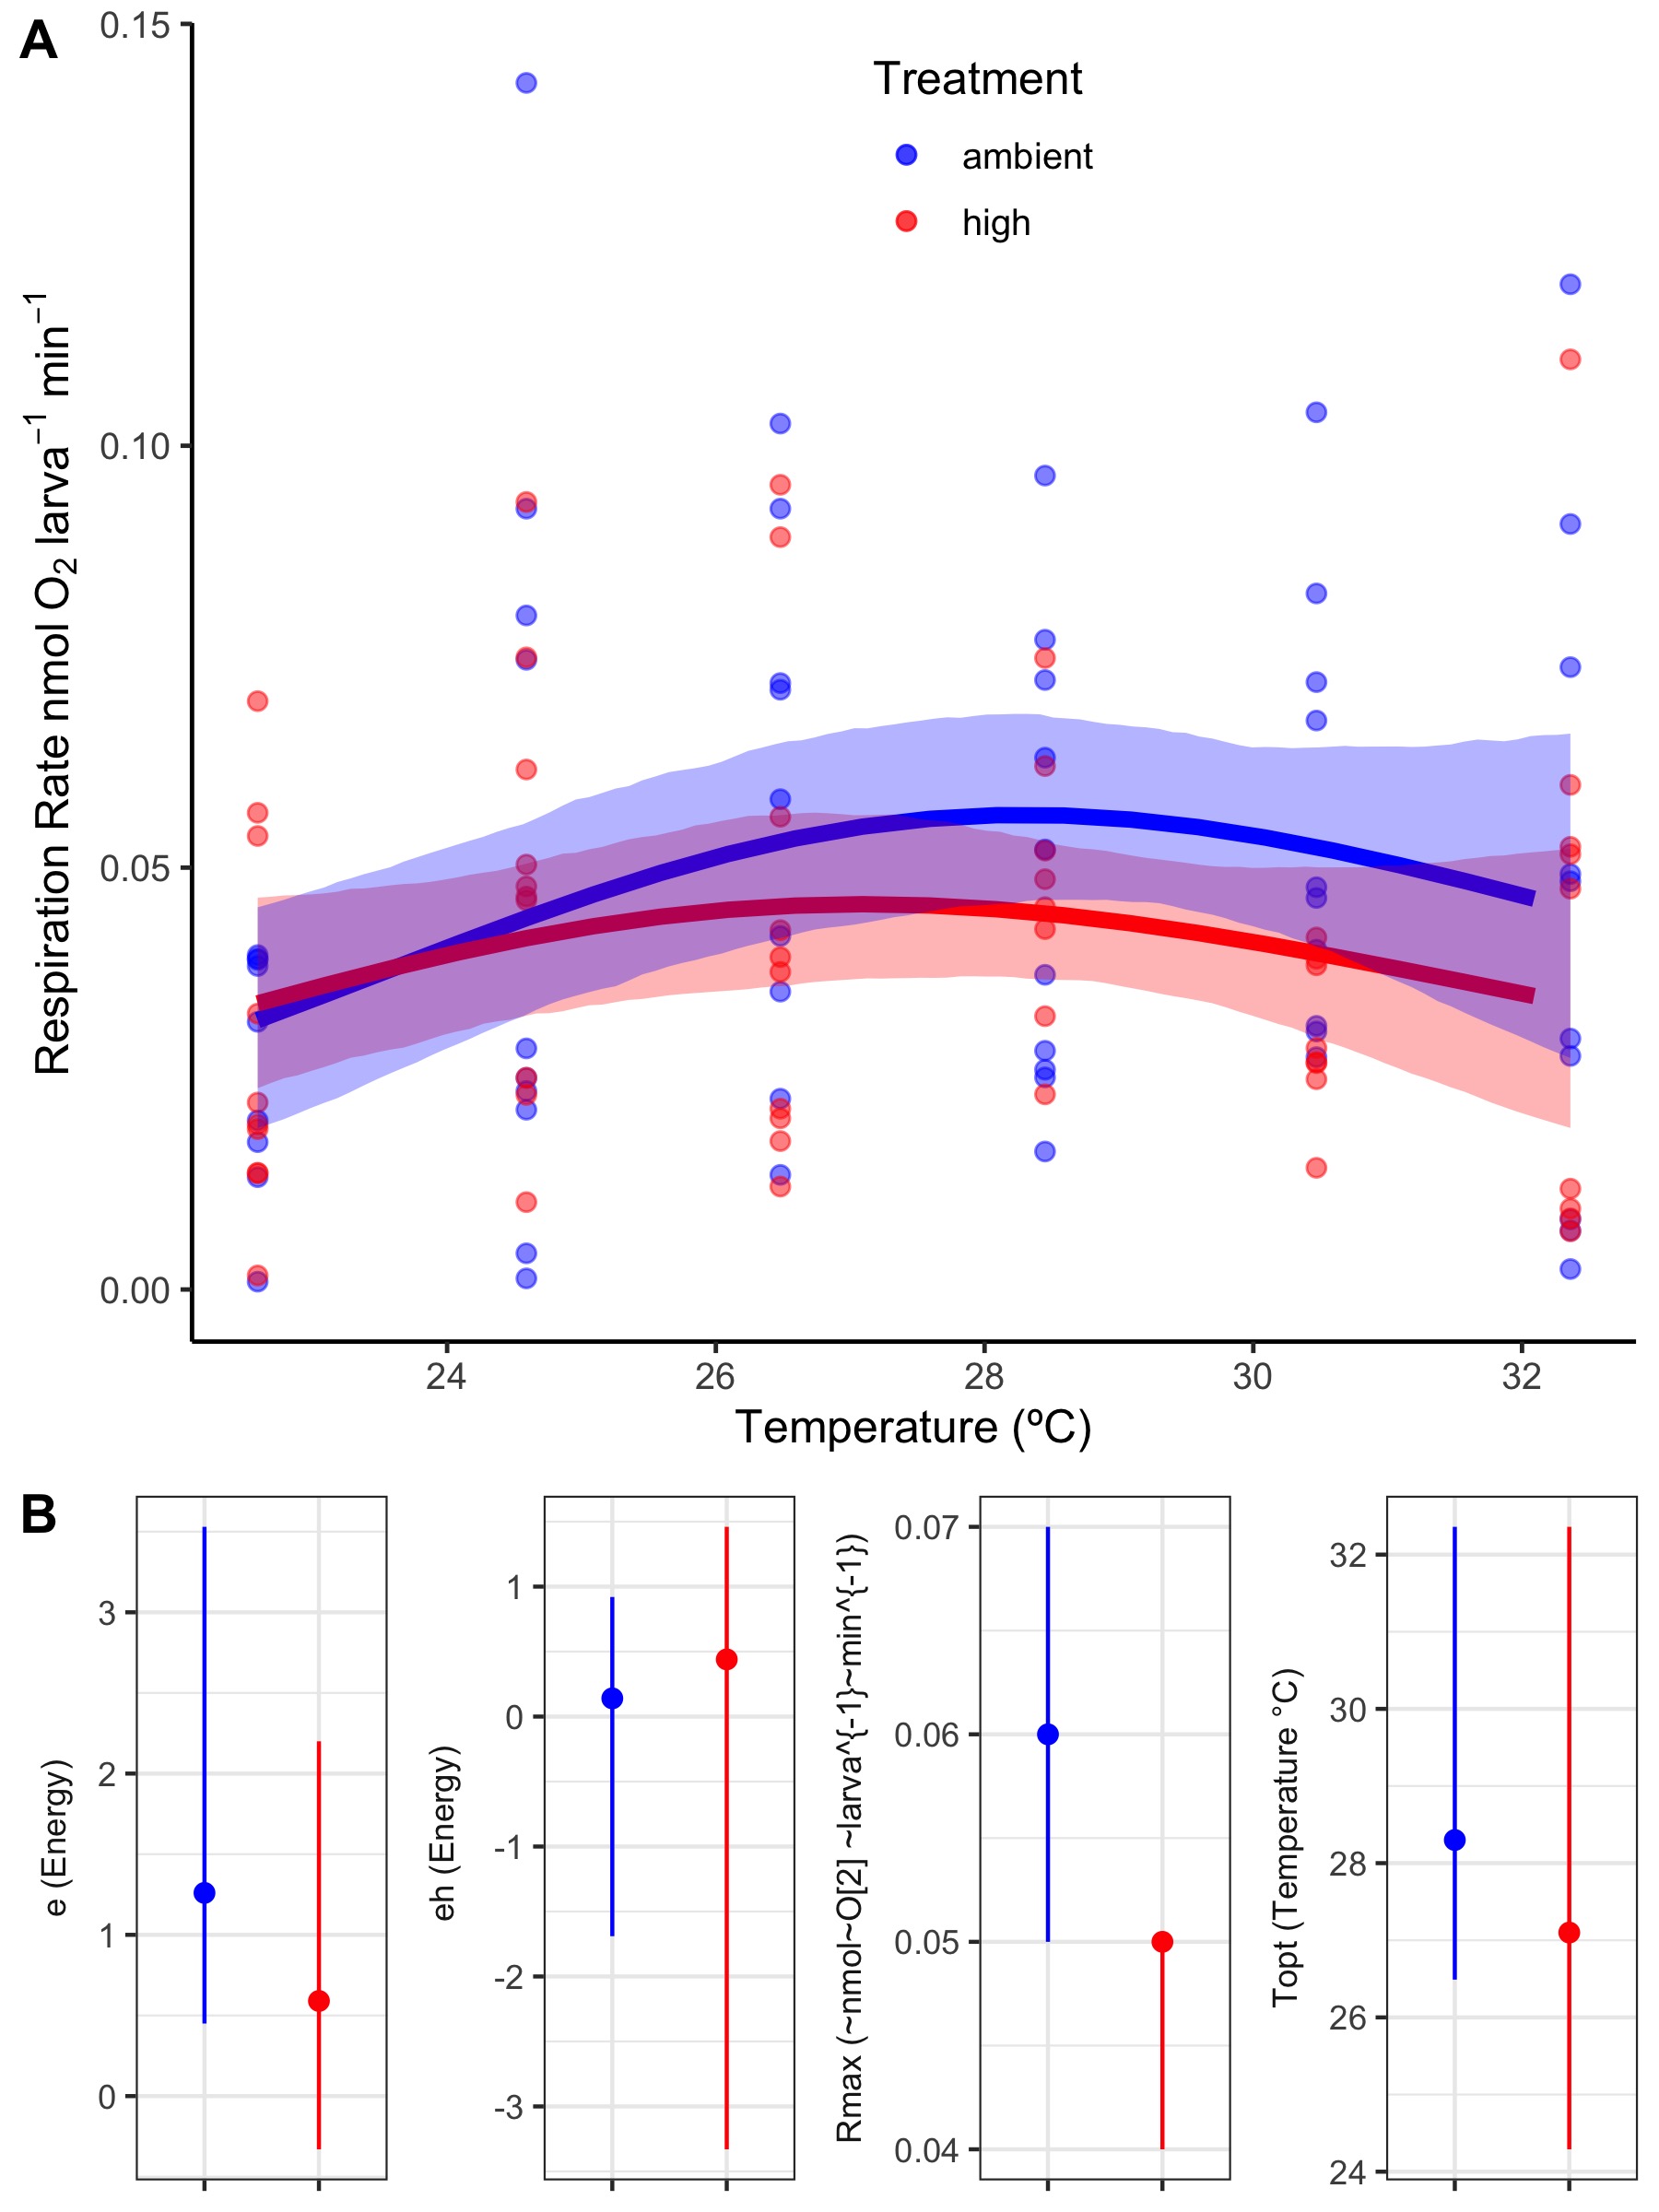 A
0.15
0.10
0.05
0.00
Respiration Rate nmol O₂ larva⁻¹ min⁻¹
Treatment
ambient
high
24 26 28 30 32
Temperature (ºC)
B
e (Energy)
3
2
1
0
eh (Energy)
1
0
-1
-2
-3
Rmax (~nmol~O[2] ~larva^{-1}~min^{-1})
0.07
0.06
0.05
0.04
Topt (Temperature °C)
32
30
28
26
24